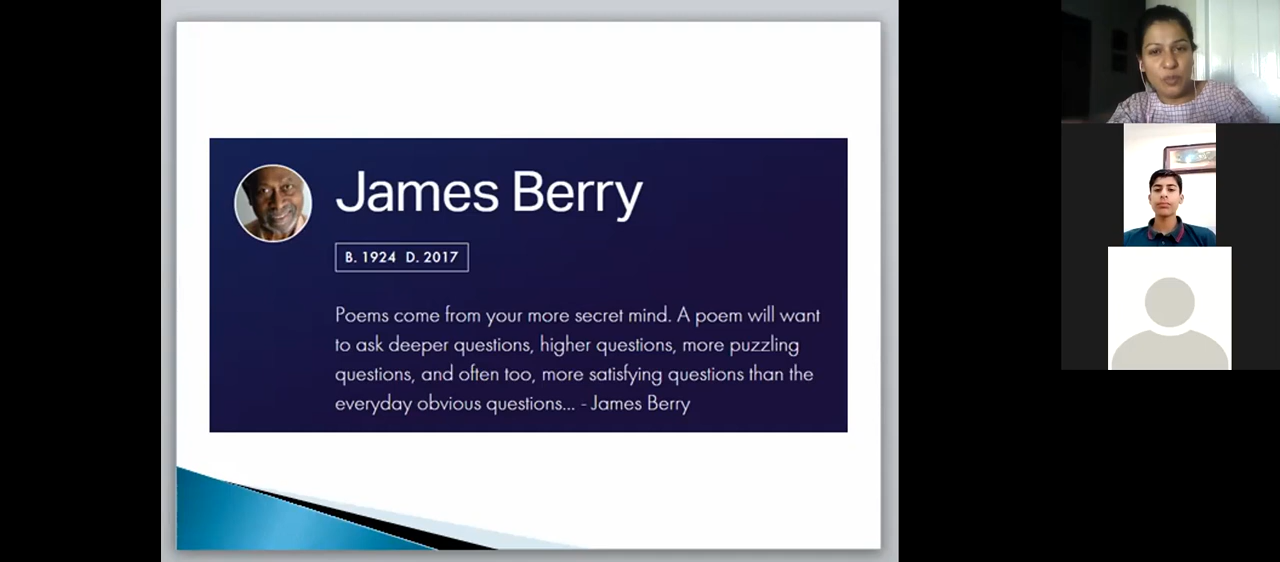 James Berry
B. 1924 D. 2017
Poems come from your more secret mind. A poem will want
to ask deeper questions, higher questions, more puzzling
questions, and often too, more satisfying questions than the
everyday obvious questions... - James Berry